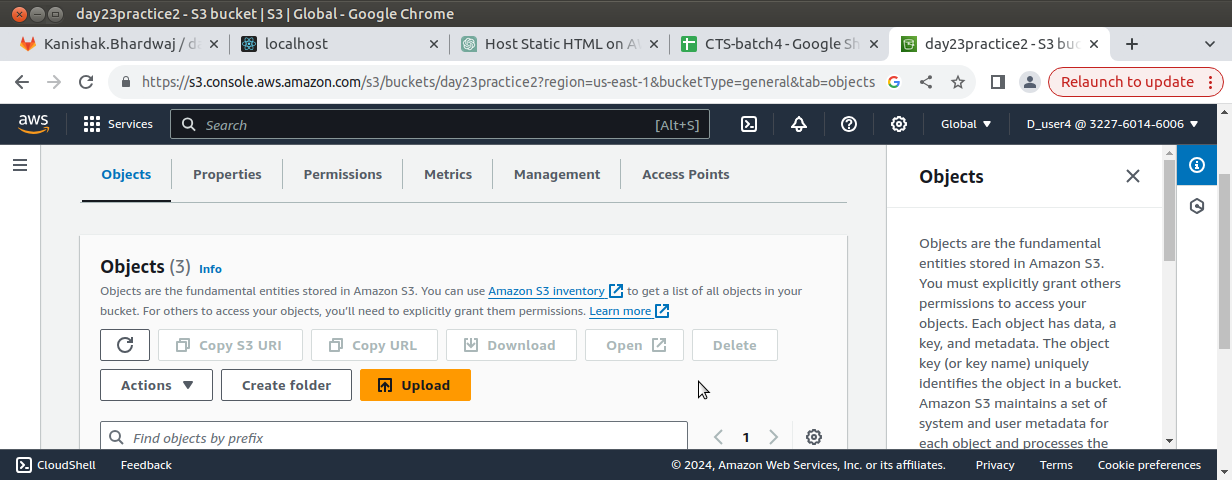 day23practice2 - S3 bucket | S3 | Global - Google Chrome
Kanishak.Bhardwaj / da
localhost
Host Static HTML on AW
CTS-batch4 - Google Sh
day23practice2 - S3 buc
https://s3.console.aws.amazon.com/s3/buckets/day23practice2?region=us-east-1&bucketType=general&tab=objects
Relaunch to update
aws
Services
Search
[Alt+S]
Global
D_user4 @ 3227-6014-6006
Objects
Properties
Permissions
Metrics
Management
Access Points
Objects (3) Info
Objects are the fundamental entities stored in Amazon S3. You can use Amazon S3 inventory to get a list of all objects in your
bucket. For others to access your objects, you'll need to explicitly grant them permissions. Learn more
Copy S3 URI
Copy URL
Download
Open
Delete
Actions
Create folder
Upload
Find objects by prefix
1
Objects
Objects are the fundamental
entities stored in Amazon S3.
You must explicitly grant others
permissions to access your
objects. Each object has data, a
key, and metadata. The object
key (or key name) uniquely
identifies the object in a bucket.
Amazon S3 maintains a set of
system and user metadata for
each object and processes the
CloudShell
Feedback
© 2024, Amazon Web Services, Inc. or its affiliates.
Privacy
Terms
Cookie preferences